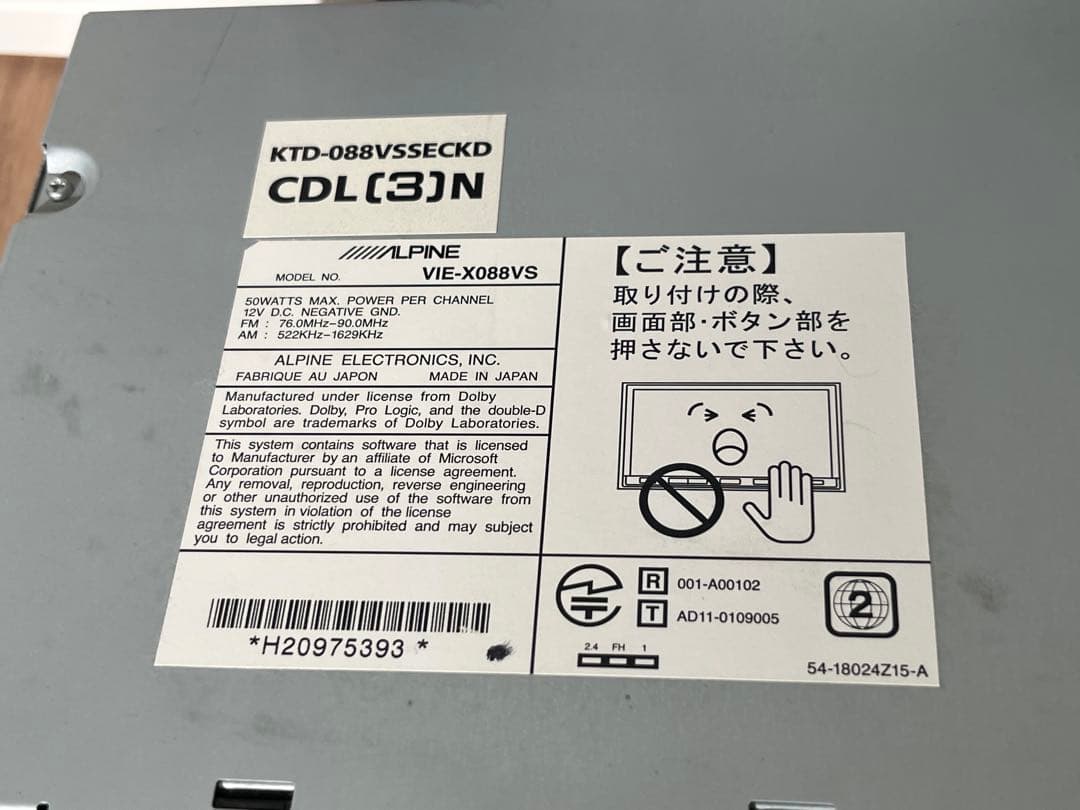 KTD-088VSSECKD
CDL(3)N
ALPINE
MODEL NO. VIE-X088VS
50WATTS MAX. POWER PER CHANNEL
12V D.C. NEGATIVE GND.
FM : 76.0MHz-90.0MHz
AM : 522KHz-1629KHz
ALPINE ELECTRONICS, INC.
FABRIQUE AU JAPON MADE IN JAPAN
Manufactured under license from Dolby
Laboratories. Dolby, Pro Logic, and the double-D
symbol are trademarks of Dolby Laboratories.
This system contains software that is licensed
to Manufacturer by an affiliate of Microsoft
Corporation pursuant to a license agreement.
Any removal, reproduction, reverse engineering
or other unauthorized use of the software from
this system in violation of the license
agreement is strictly prohibited and may subject
you to legal action.
*H20975393*
【ご注意】
取り付けの際、
画面部・ボタン部を
押さないで下さい。
R 001-A00102
T AD11-0109005
2.4 FH 1
2
54-18024Z15-A